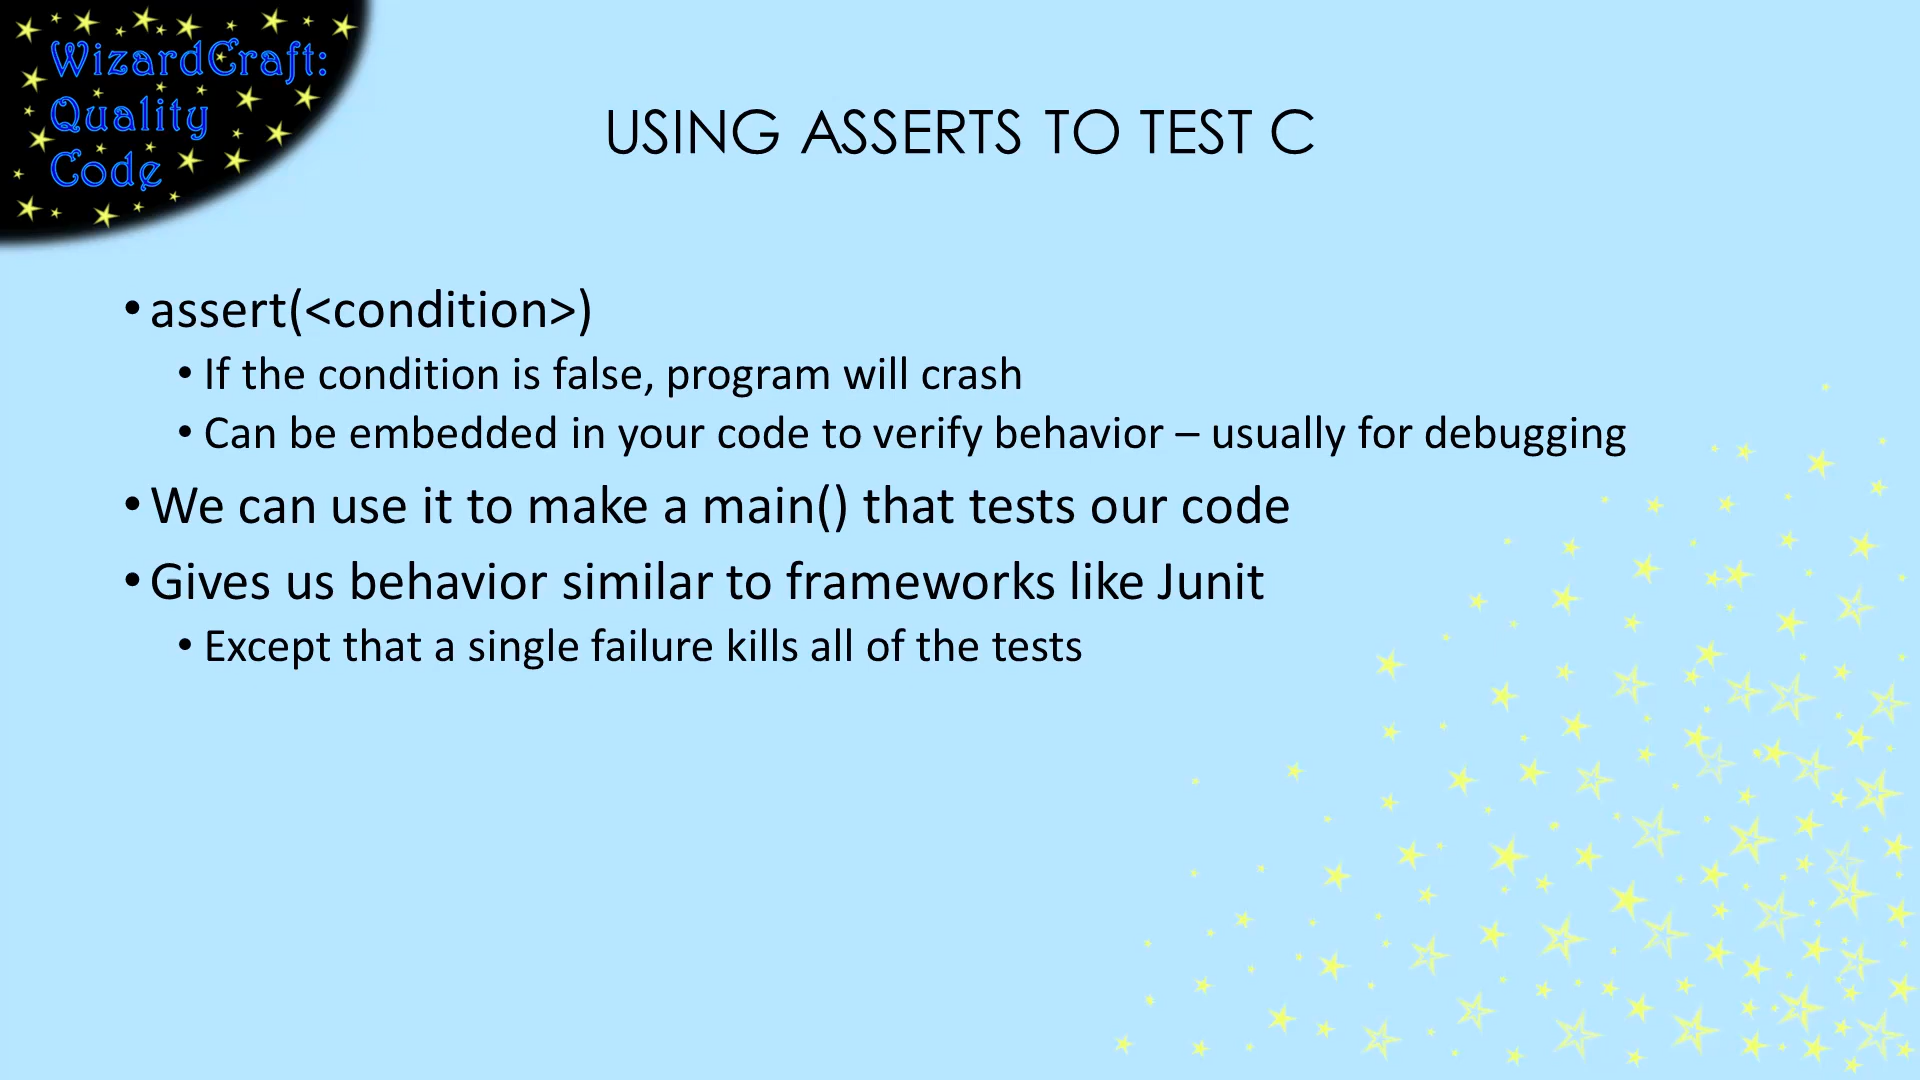 WizardCraft:
Quality
Code
USING ASSERTS TO TEST C
• assert(<condition>)
• If the condition is false, program will crash
• Can be embedded in your code to verify behavior – usually for debugging
• We can use it to make a main() that tests our code
• Gives us behavior similar to frameworks like Junit
• Except that a single failure kills all of the tests